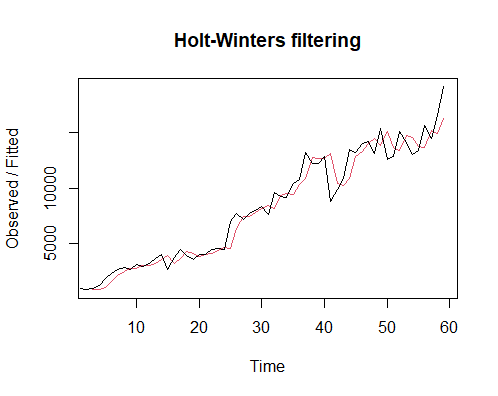 Holt-Winters filtering
Observed / Fitted
10000
5000
10 20 30 40 50 60
Time